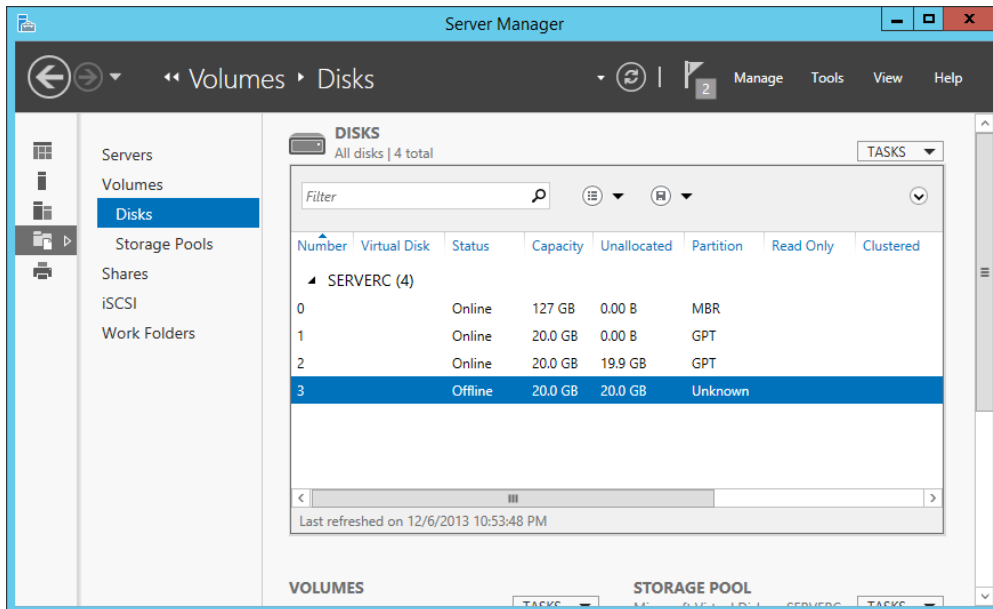 Server Manager
Volumes Disks
2 Manage Tools View Help
Servers
Volumes
Disks
Storage Pools
Shares
iSCSI
Work Folders
DISKS
All disks | 4 total
TASKS
Filter
Number Virtual Disk Status Capacity Unallocated Partition Read Only Clustered
SERVERC (4)
0 Online 127 GB 0.00 B MBR
1 Online 20.0 GB 0.00 B GPT
2 Online 20.0 GB 19.9 GB GPT
3 Offline 20.0 GB 20.0 GB Unknown
Last refreshed on 12/6/2013 10:53:48 PM
VOLUMES
TASKS
STORAGE POOL
TASKS